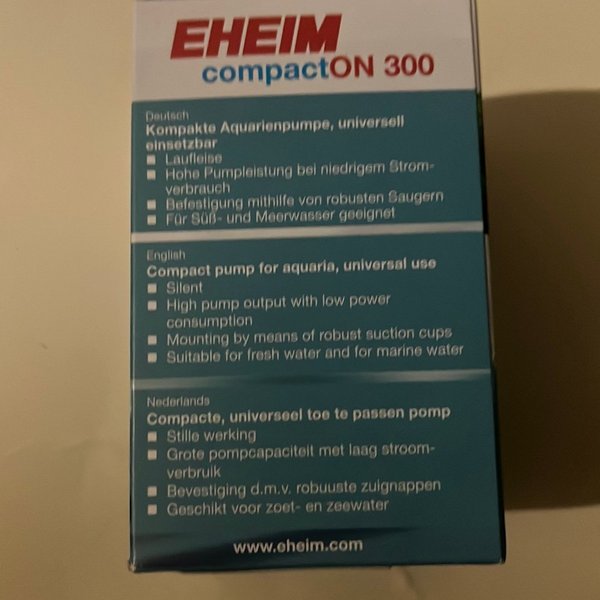 EHEIM
compactON 300
Deutsch
Kompakte Aquarienpumpe, universell
einsetzbar
■ Laufleise
■ Hohe Pumpleistung bei niedrigem Strom-
verbrauch
■ Befestigung mithilfe von robusten Saugern
■ Für Süß- und Meerwasser geeignet
English
Compact pump for aquaria, universal use
■ Silent
■ High pump output with low power
consumption
■ Mounting by means of robust suction cups
■ Suitable for fresh water and for marine water
Nederlands
Compacte, universeel toe te passen pomp
■ Stille werking
■ Grote pompcapaciteit met laag stroom-
verbruik
■ Bevestiging d.m.v. robuuste zuignappen
■ Geschikt voor zoet- en zeewater
www.eheim.com